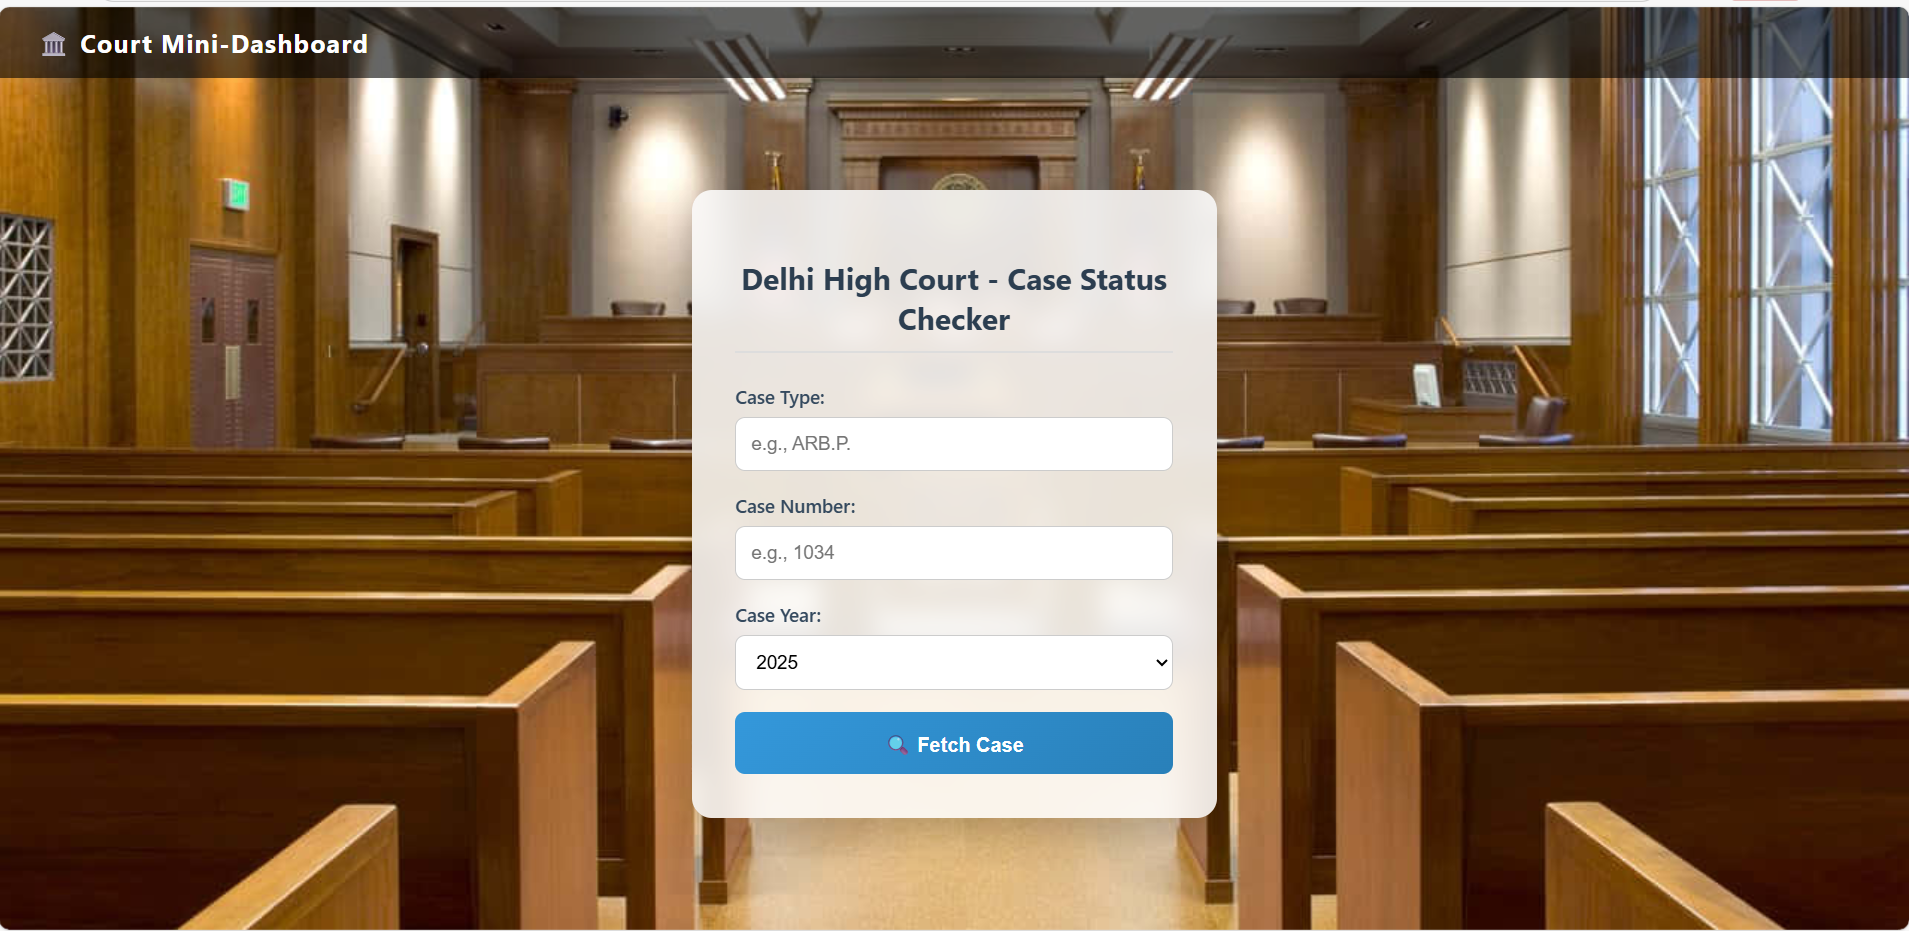 Court Mini-Dashboard
Delhi High Court - Case Status
Checker
Case Type:
e.g., ARB.P.
Case Number:
e.g., 1034
Case Year:
2025
Fetch Case